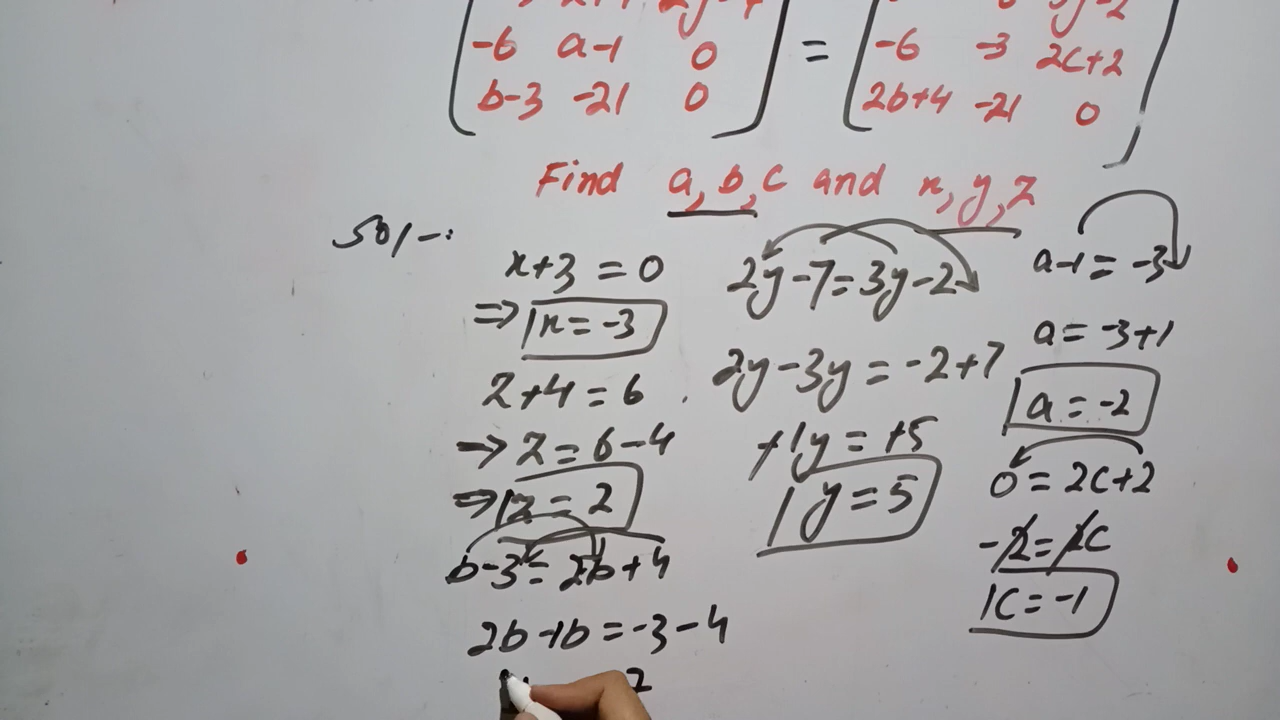 -6 a-1 0 = -6 -3 2c+2
b-3 -21 0 2b+4 -21 0
Find a, b, c and x, y, z
Sol-:
x+3 = 0
⇒ x = -3
z+4 = 6
→ z = 6-4
⇒ z = 2
b-3 = 2b+4
2b-1b = -3-4
2y-7 = 3y-2
2y-3y = -2+7
+1y = +5
y = 5
a-1 = -3
a = -3+1
a = -2
0 = 2c+2
-2 = 2c
c = -1